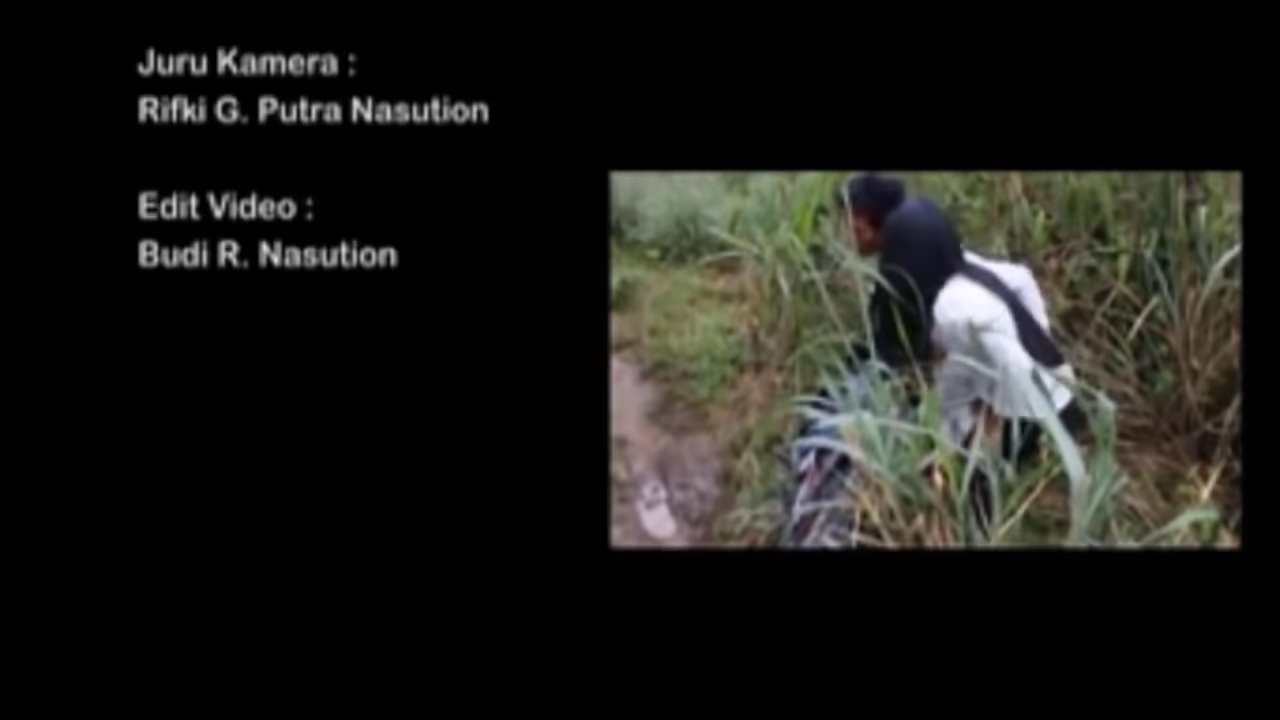 Juru Kamera :
Rifki G. Putra Nasution
Edit Video :
Budi R. Nasution